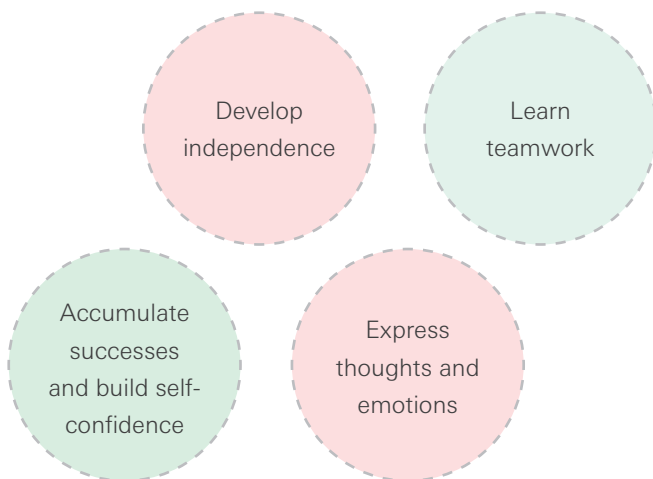 Develop
independence
Learn
teamwork
Accumulate
successes
and build self-
confidence
Express
thoughts and
emotions